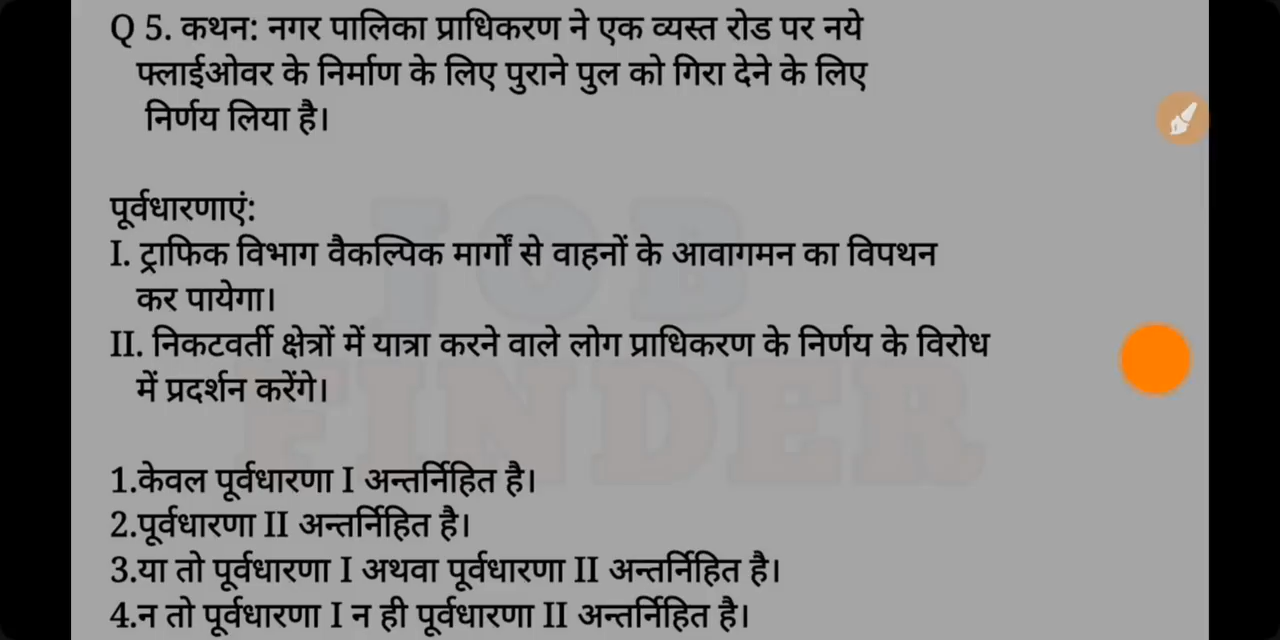 Q 5. कथन: नगर पालिका प्राधिकरण ने एक व्यस्त रोड पर नये
फ्लाईओवर के निर्माण के लिए पुराने पुल को गिरा देने के लिए
निर्णय लिया है।
पूर्वधारणाएं:
I. ट्राफिक विभाग वैकल्पिक मार्गों से वाहनों के आवागमन का विपथन
कर पायेगा।
II. निकटवर्ती क्षेत्रों में यात्रा करने वाले लोग प्राधिकरण के निर्णय के विरोध
में प्रदर्शन करेंगे।
1.केवल पूर्वधारणा I अन्तर्निहित है।
2.पूर्वधारणा II अन्तर्निहित है।
3.या तो पूर्वधारणा I अथवा पूर्वधारणा II अन्तर्निहित है।
4.न तो पूर्वधारणा I न ही पूर्वधारणा II अन्तर्निहित है।
JOB
FINDER